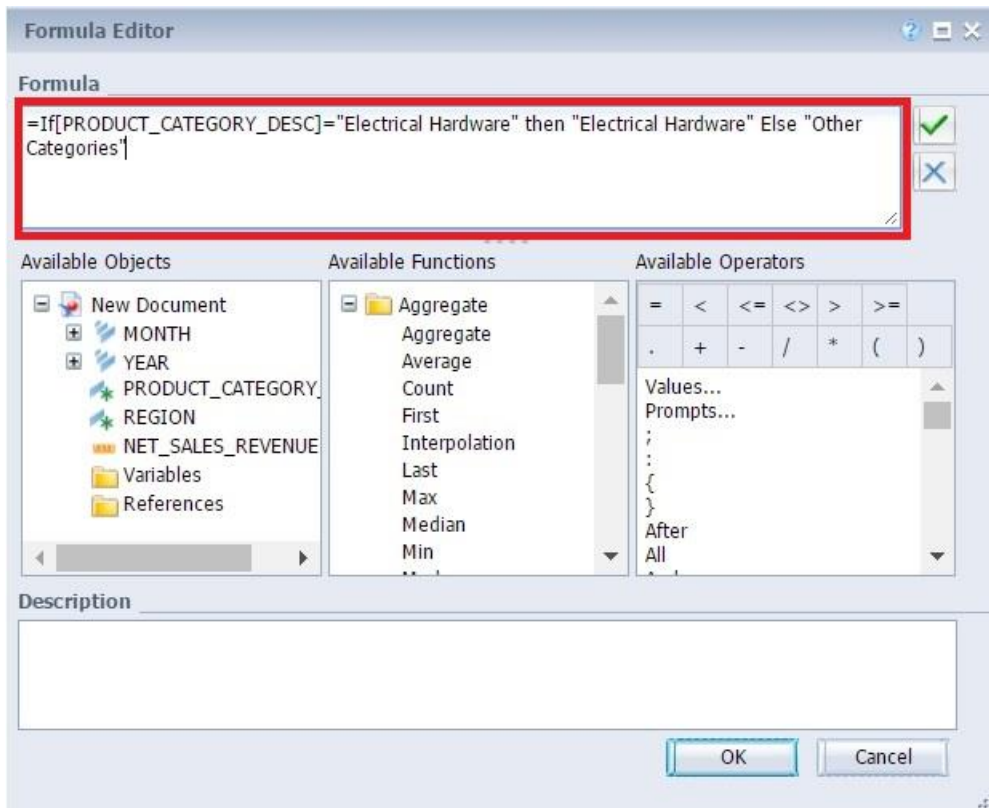 Formula Editor
Formula
=If[PRODUCT_CATEGORY_DESC]="Electrical Hardware" then "Electrical Hardware" Else "Other
Categories"
Available Objects
New Document
MONTH
YEAR
PRODUCT_CATEGORY_
REGION
NET_SALES_REVENUE
Variables
References
Available Functions
Aggregate
Aggregate
Average
Count
First
Interpolation
Last
Max
Median
Min
Available Operators
= < <= <> > >=
. + - / * ( )
Values...
Prompts...
;
:
{
}
After
All
Description
OK Cancel